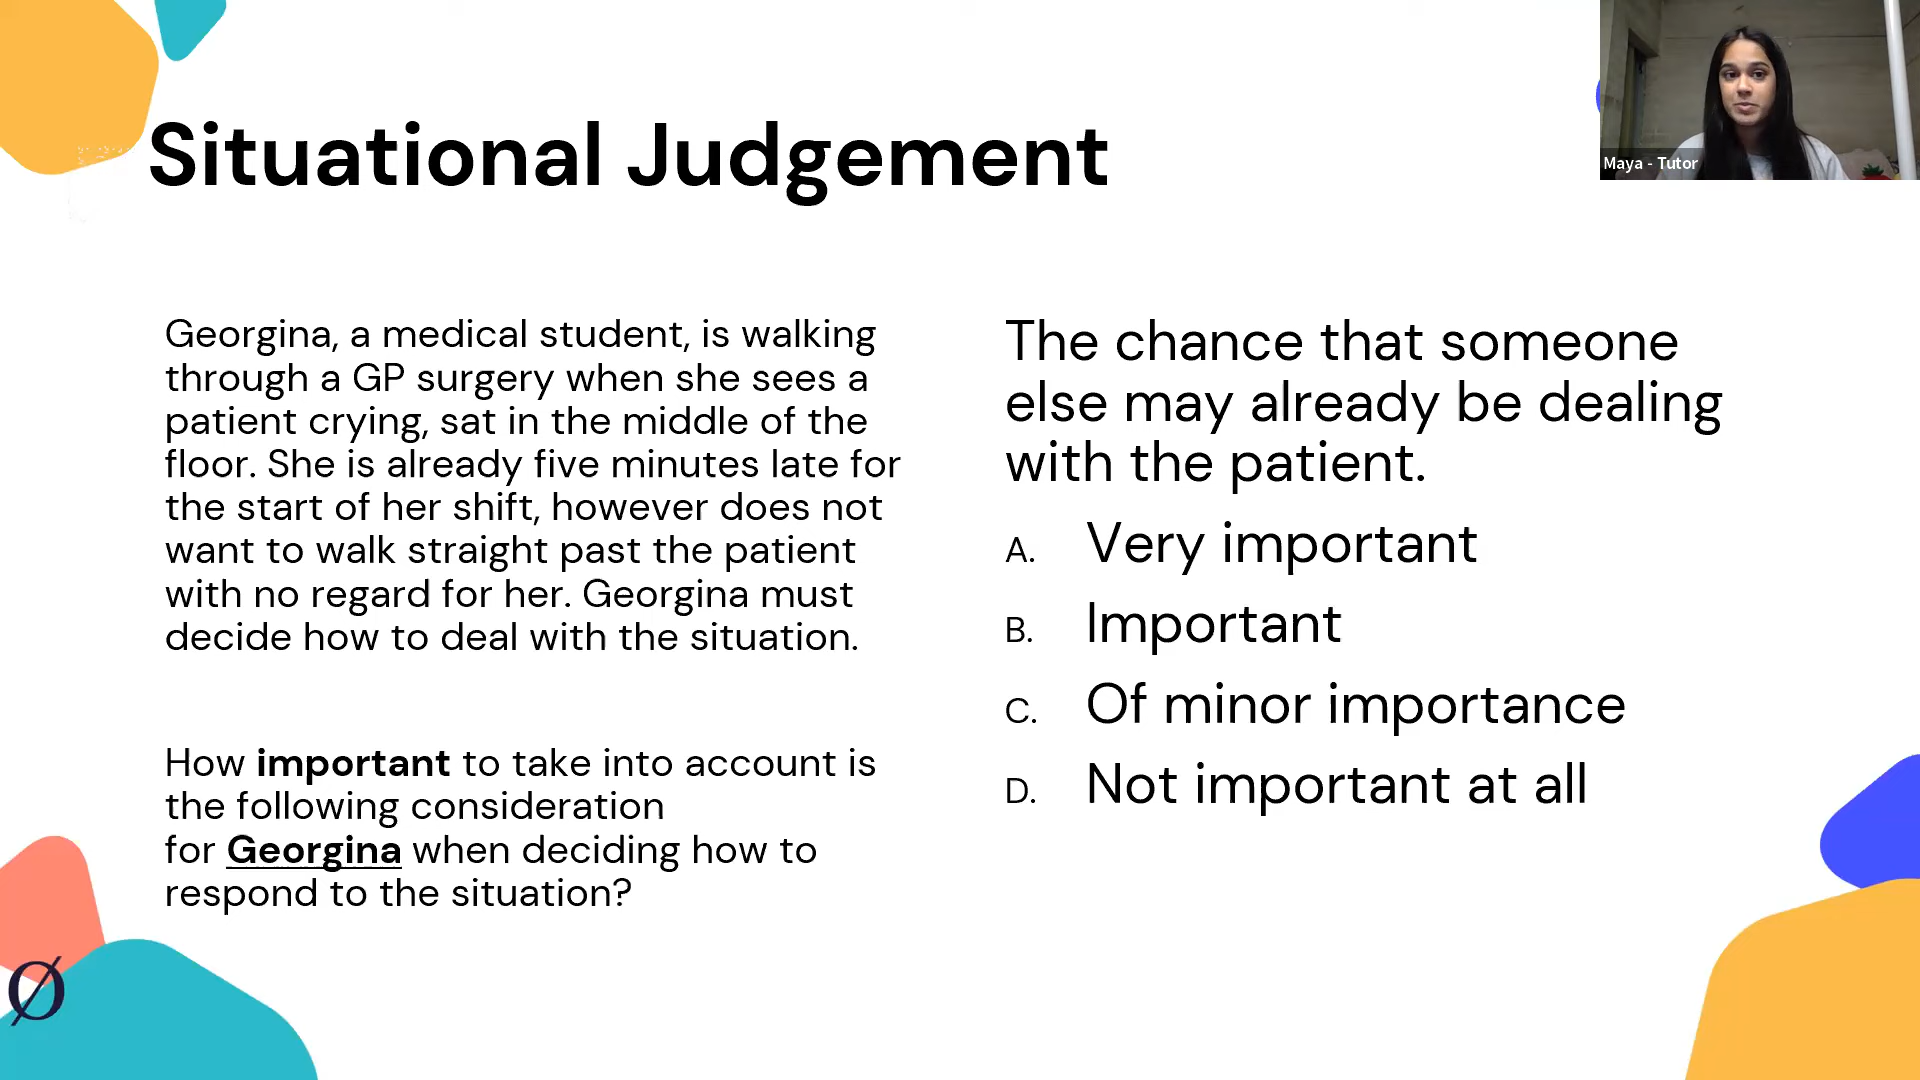 Situational Judgement
Maya - Tutor
Georgina, a medical student, is walking
through a GP surgery when she sees a
patient crying, sat in the middle of the
floor. She is already five minutes late for
the start of her shift, however does not
want to walk straight past the patient
with no regard for her. Georgina must
decide how to deal with the situation.
How important to take into account is
the following consideration
for Georgina when deciding how to
respond to the situation?
The chance that someone
else may already be dealing
with the patient.
A. Very important
B. Important
C. Of minor importance
D. Not important at all
Ø